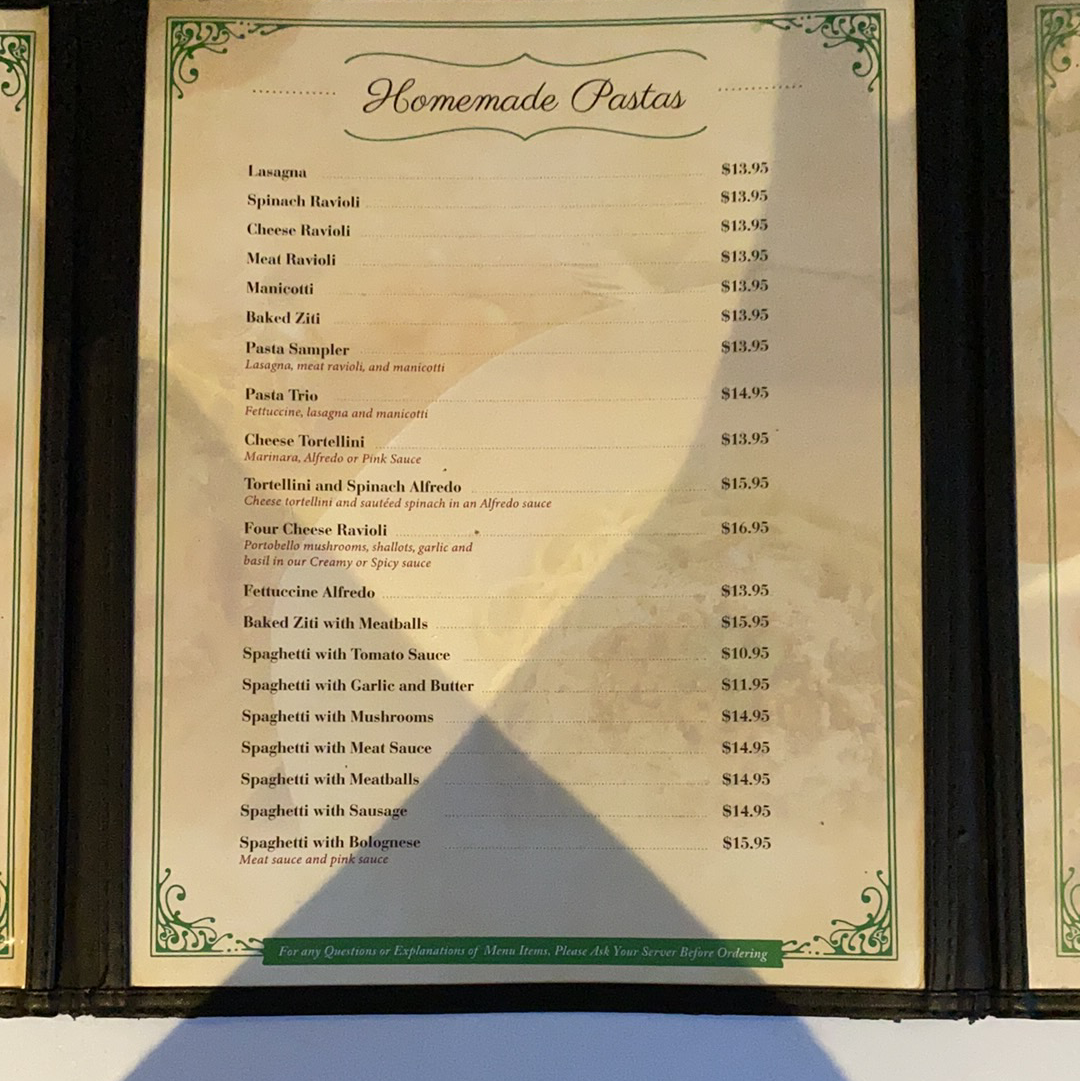 Homemade Pastas
Lasagna $13.95
Spinach Ravioli $13.95
Cheese Ravioli $13.95
Meat Ravioli $13.95
Manicotti $13.95
Baked Ziti $13.95
Pasta Sampler $13.95
Lasagna, meat ravioli, and manicotti
Pasta Trio $14.95
Fettuccine, lasagna and manicotti
Cheese Tortellini $13.95
Marinara, Alfredo or Pink Sauce
Tortellini and Spinach Alfredo $15.95
Cheese tortellini and sautéed spinach in an Alfredo sauce
Four Cheese Ravioli $16.95
Portobello mushrooms, shallots, garlic and
basil in our Creamy or Spicy sauce
Fettuccine Alfredo $13.95
Baked Ziti with Meatballs $15.95
Spaghetti with Tomato Sauce $10.95
Spaghetti with Garlic and Butter $11.95
Spaghetti with Mushrooms $14.95
Spaghetti with Meat Sauce $14.95
Spaghetti with Meatballs $14.95
Spaghetti with Sausage $14.95
Spaghetti with Bolognese $15.95
Meat sauce and pink sauce
For any Questions or Explanations of Menu Items, Please Ask Your Server Before Ordering